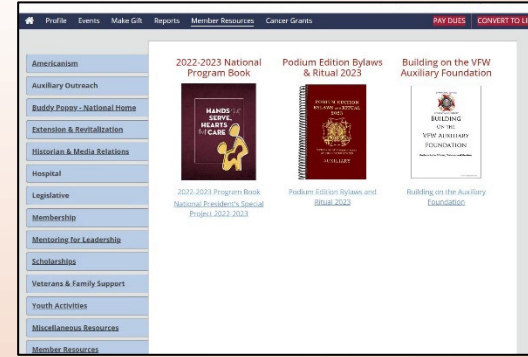 Profile Events Make Gift Reports Member Resources Cancer Grants PAY DUES CONVERT TO LI
Americanism
Auxiliary Outreach
Buddy Poppy - National Home
Extension & Revitalization
Historian & Media Relations
Hospital
Legislative
Membership
Mentoring for Leadership
Scholarships
Veterans & Family Support
Youth Activities
Miscellaneous Resources
Member Resources
2022-2023 National
Program Book
HANDS
SERVE,
HEARTS
CARE
2022-2023 Program Book
National President's Special
Project 2022-2023
Podium Edition Bylaws
& Ritual 2023
PODIUM EDITION
BYLAWS AND RITUAL
2023
AUXILIARY
Podium Edition Bylaws and
Ritual 2023
Building on the VFW
Auxiliary Foundation
BUILDING
ON THE
VFW AUXILIARY
FOUNDATION
Building on the Auxiliary
Foundation